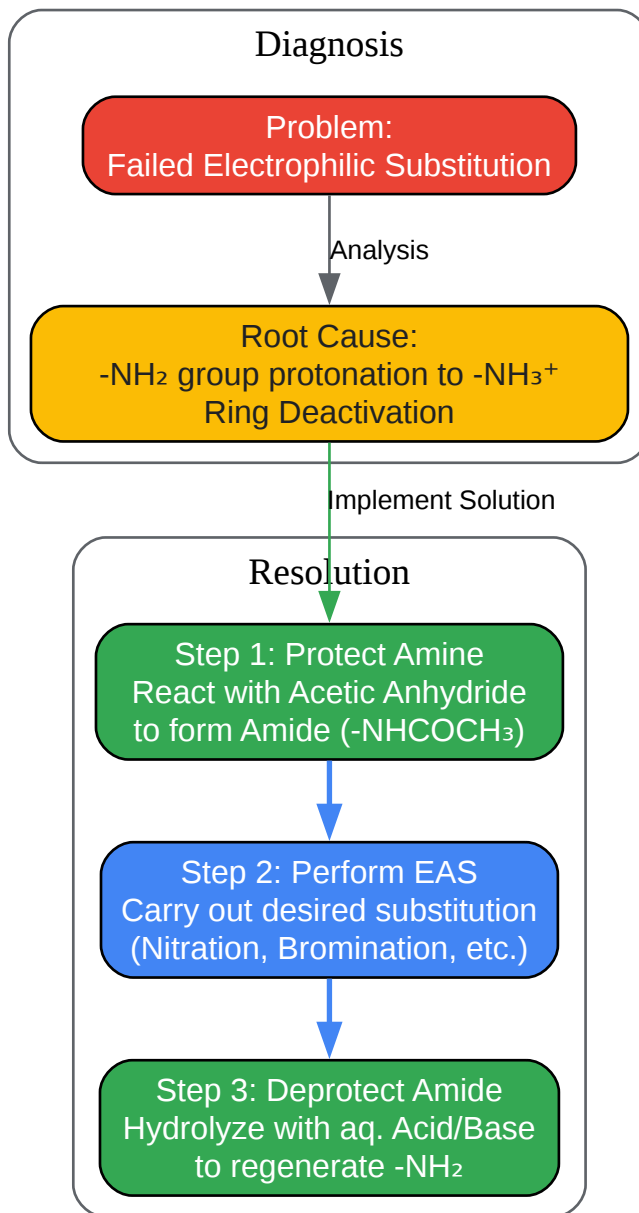 Diagnosis
Problem:
Failed Electrophilic Substitution
Analysis
Root Cause:
-NH₂ group protonation to -NH₃⁺
Ring Deactivation
Implement Solution
Resolution
Step 1: Protect Amine
React with Acetic Anhydride
to form Amide (-NHCOCH₃)
Step 2: Perform EAS
Carry out desired substitution
(Nitration, Bromination, etc.)
Step 3: Deprotect Amide
Hydrolyze with aq. Acid/Base
to regenerate -NH₂